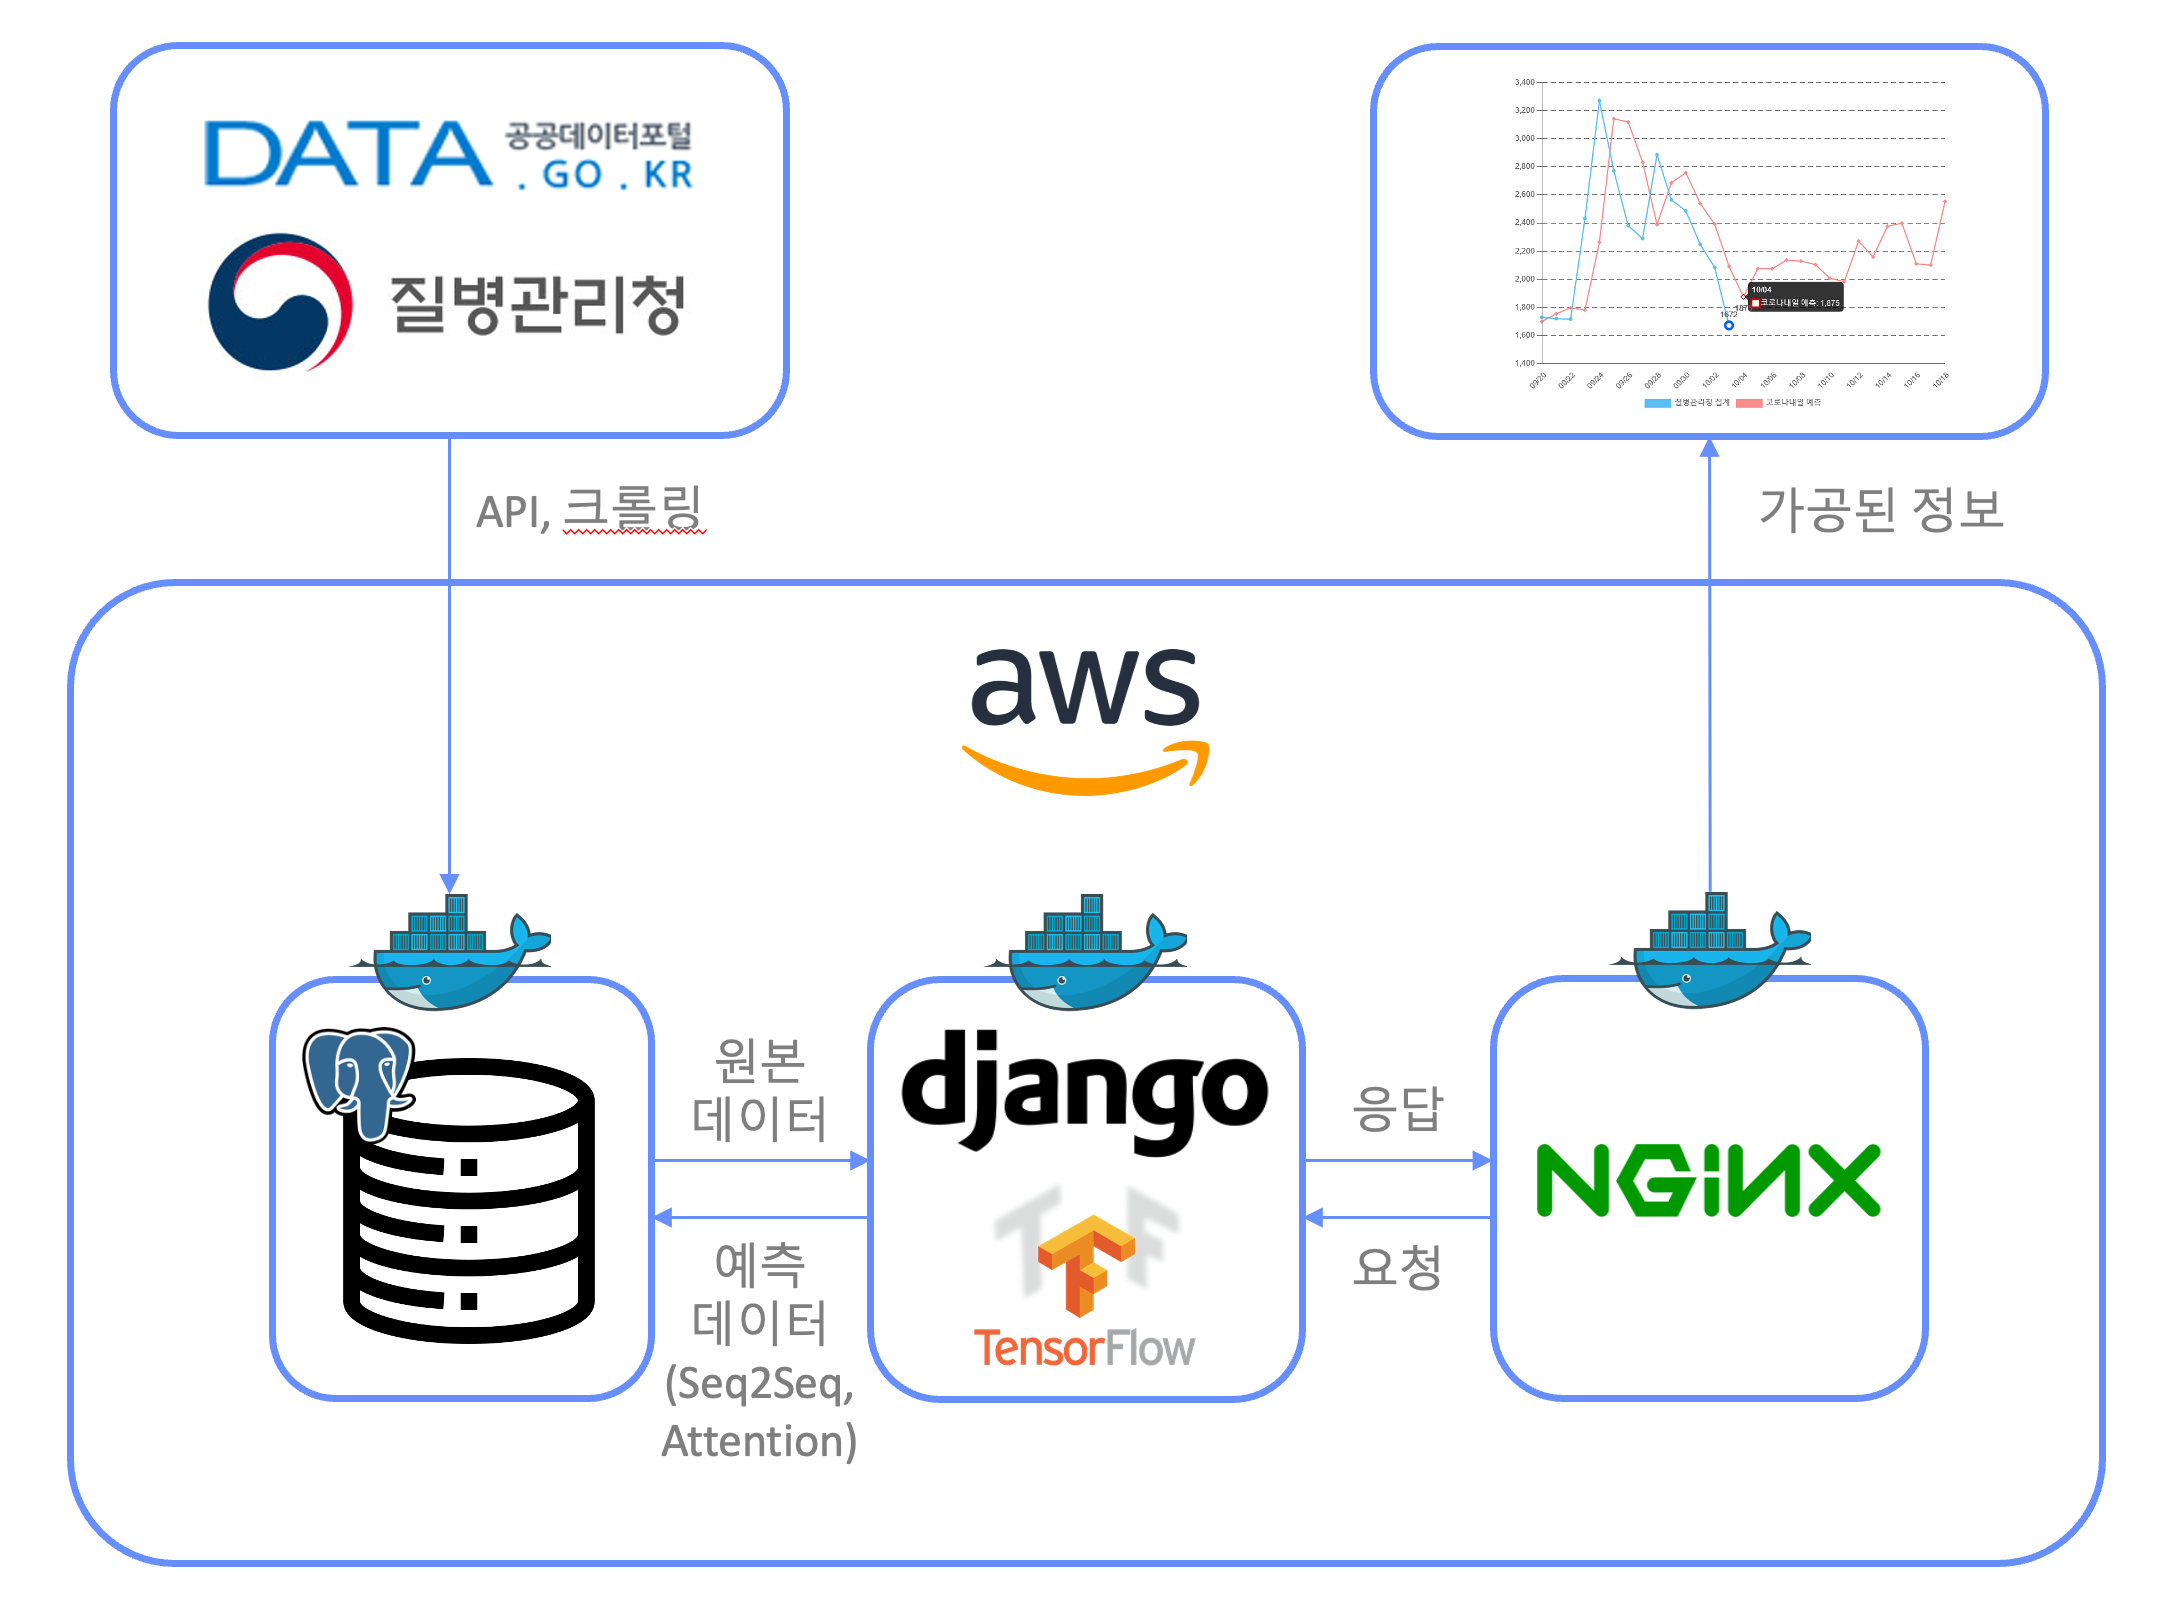 DATA 공공데이터포털
. GO . KR
질병관리청
3,400
3,200
3,000
2,800
2,600
2,400
2,200
2,000
1,800
1,600
1,400
10/04
코로나내일 예측: 1,875
1672
09/20 09/22 09/24 09/26 09/28 09/30 10/02 10/04 10/06 10/08 10/10 10/12 10/14 10/16 10/18
질병관리청 집계 코로나내일 예측
API, 크롤링
가공된 정보
aws
원본
데이터
django
응답
NGINX
예측
데이터
(Seq2Seq,
Attention)
요청
TF
TensorFlow